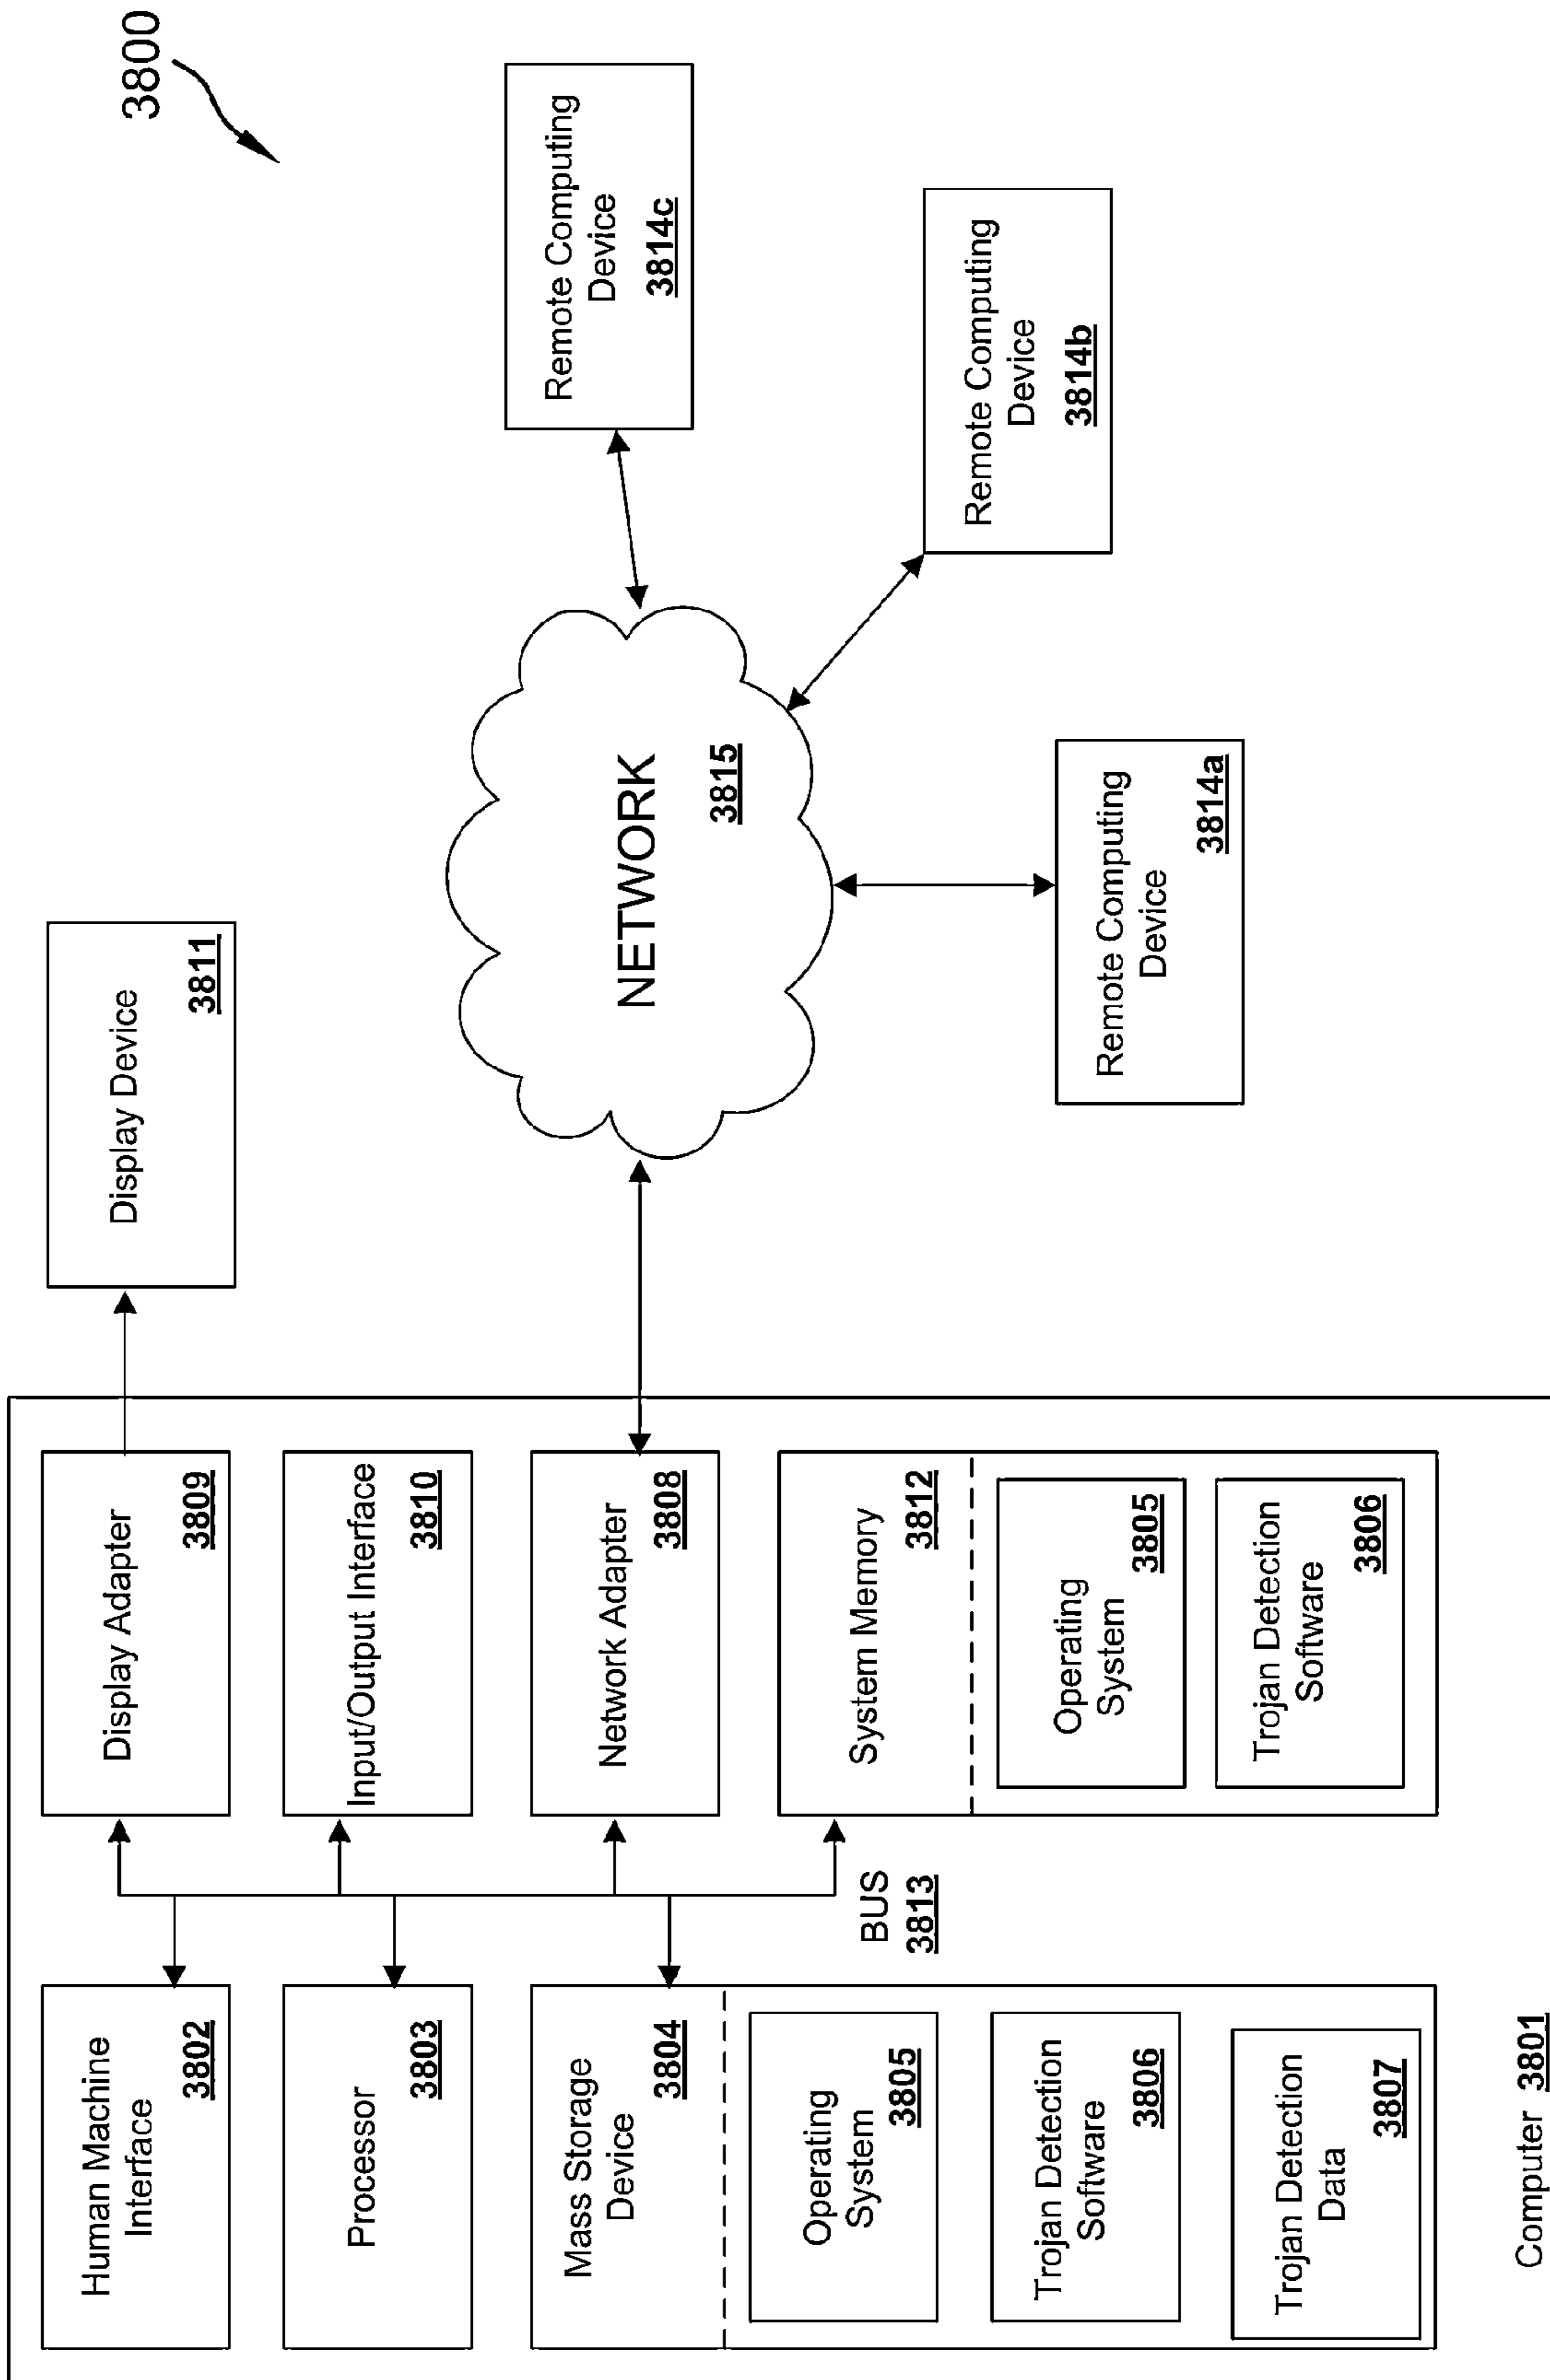 3800
Human Machine
Interface
3802
Processor
3803
Mass Storage
Device
3804
Operating
System
3805
Trojan Detection
Software
3806
Trojan Detection
Data
3807
Computer 3801
BUS
3813
Display Adapter
3809
Input/Output Interface
3810
Network Adapter
3808
System Memory
3812
Operating
System
3805
Trojan Detection
Software
3806
Display Device
3811
NETWORK
3815
Remote Computing
Device
3814a
Remote Computing
Device
3814b
Remote Computing
Device
3814c